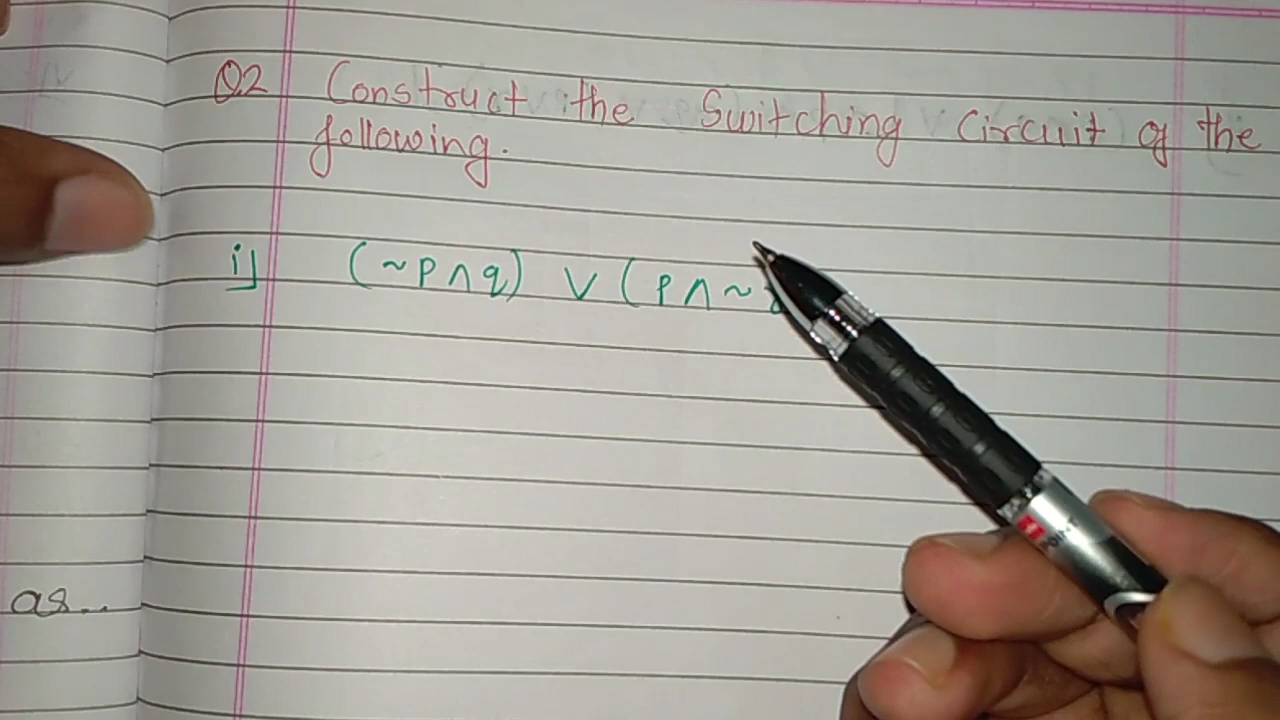 Q2 Construct the Switching Circuit of the
following.
i] (~p∧q) ∨ (p∧~
as..